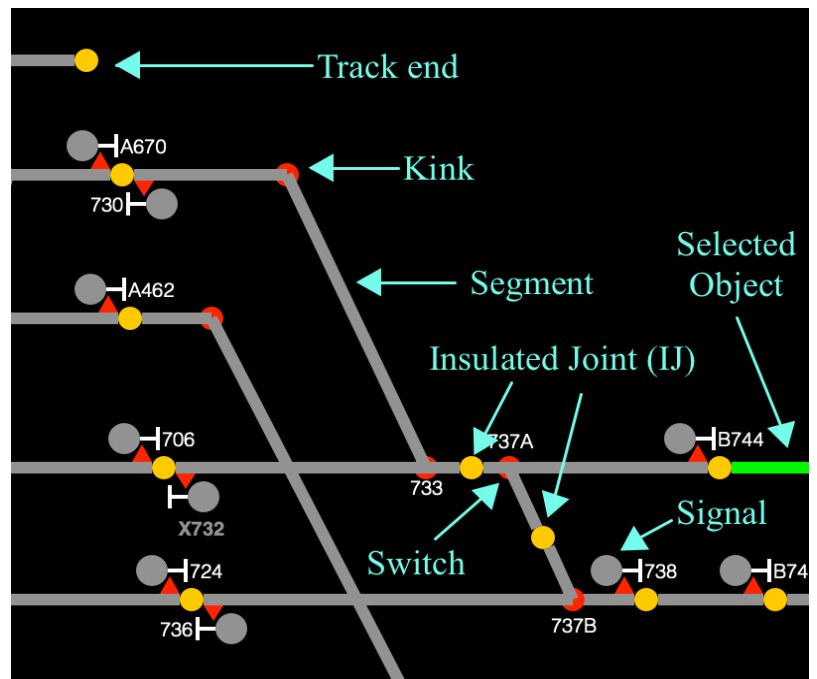 Track end
A670
Kink
730
Selected
Object
A462
Segment
Insulated Joint (IJ)
706
737A
B744
733
X732
Signal
Switch
724
738
B74
736
737B